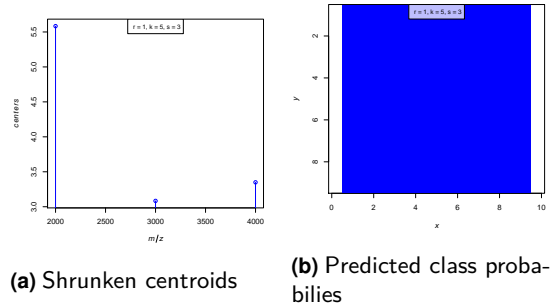 r = 1, k = 5, s = 3
5.5
5.0
4.5
4.0
3.5
3.0
centers
2000 2500 3000 3500 4000
m/z
(a) Shrunken centroids
r = 1, k = 5, s = 3
2
4
6
8
y
0 2 4 6 8 10
x
(b) Predicted class proba-
bilies